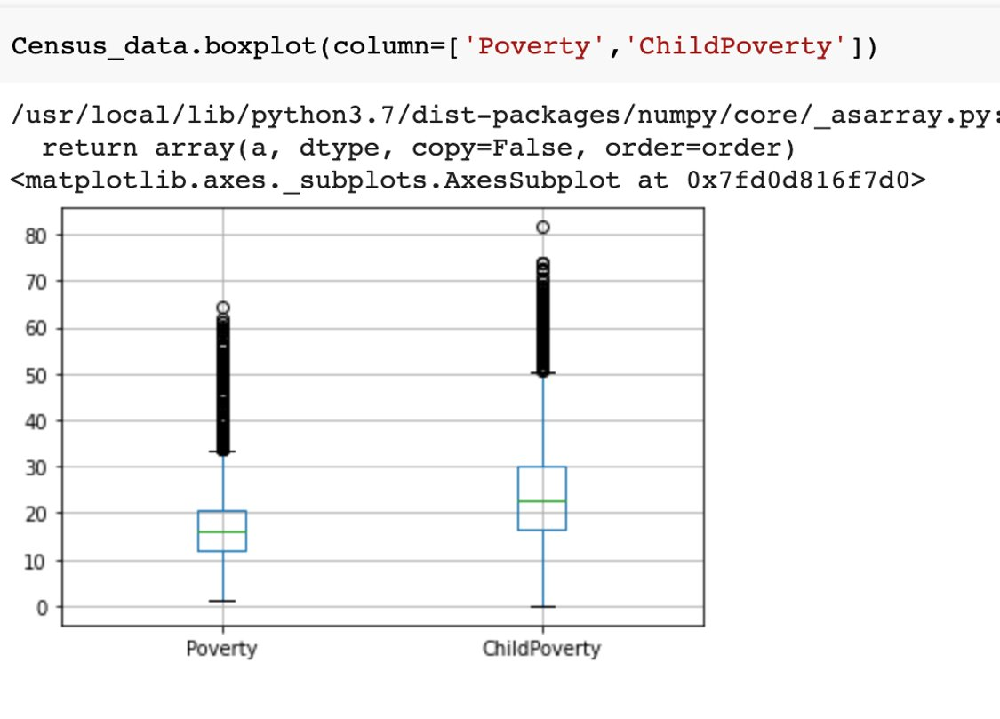 Census_data.boxplot(column=['Poverty','ChildPoverty'])
/usr/local/lib/python3.7/dist-packages/numpy/core/_asarray.py:
return array(a, dtype, copy=False, order=order)
<matplotlib.axes._subplots.AxesSubplot at 0x7fd0d816f7d0>
80
70
60
50
40
30
20
10
0
Poverty ChildPoverty